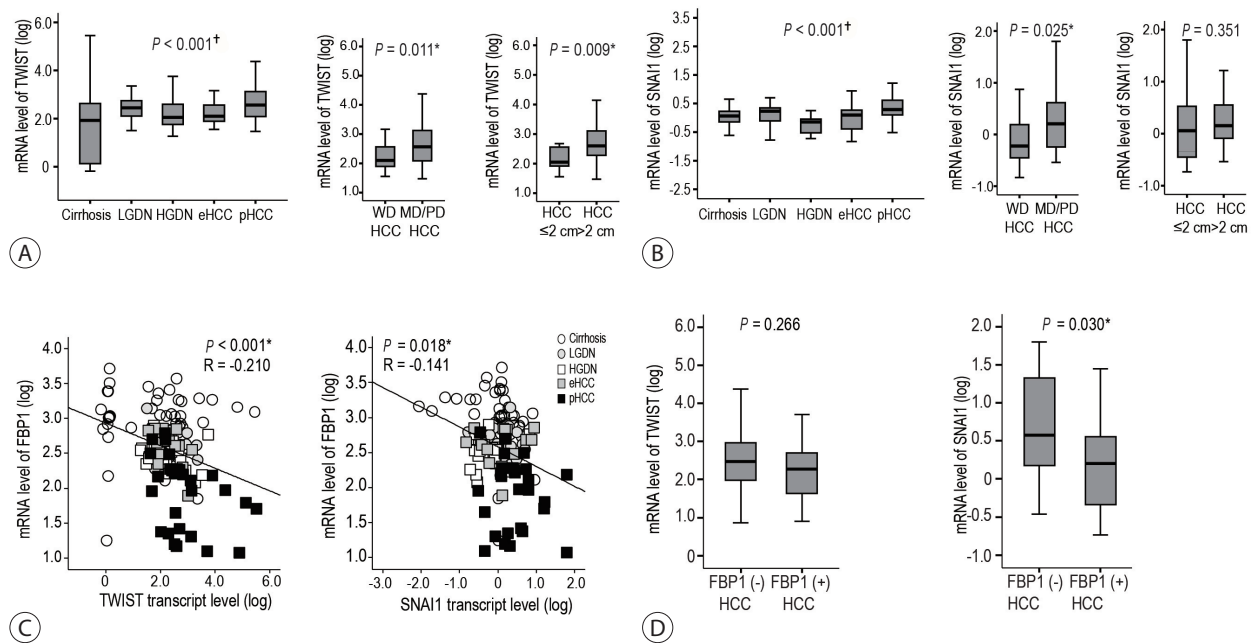 mRNA level of TWIST (log)
6.0
4.0
2.0
0
P < 0.001†
Cirrhosis LGDN HGDN eHCC pHCC
mRNA level of TWIST (log)
6.0
5.0
4.0
3.0
2.0
1.0
P = 0.011*
WD MD/PD
HCC HCC
mRNA level of TWIST (log)
6.0
5.0
4.0
3.0
2.0
1.0
P = 0.009*
HCC HCC
≤2 cm>2 cm
A
mRNA level of SNAI1 (log)
3.5
2.5
1.5
0.5
-0.5
-1.5
-2.5
P < 0.001†
Cirrhosis LGDN HGDN eHCC pHCC
mRNA level of SNAI1 (log)
2.0
1.0
0
-1.0
P = 0.025*
WD MD/PD
HCC HCC
mRNA level of SNAI1 (log)
2.0
1.0
0
-1.0
P = 0.351
HCC HCC
≤2 cm>2 cm
B
mRNA level of FBP1 (log)
4.0
3.5
3.0
2.5
2.0
1.5
1.0
P < 0.001*
R = -0.210
0 2.0 4.0 6.0
TWIST transcript level (log)
mRNA level of FBP1 (log)
4.0
3.5
3.0
2.5
2.0
1.5
1.0
P = 0.018*
R = -0.141
Cirrhosis
LGDN
HGDN
eHCC
pHCC
-3.0 -2.0 -1.0 0 1.0 2.0
SNAI1 transcript level (log)
C
mRNA level of TWIST (log)
6.0
4.0
3.0
2.0
1.0
0
P = 0.266
FBP1 (-) FBP1 (+)
HCC HCC
mRNA level of SNAI1 (log)
2.0
1.5
1.0
0.5
0
-0.5
-1.0
P = 0.030*
FBP1 (-) FBP1 (+)
HCC HCC
D